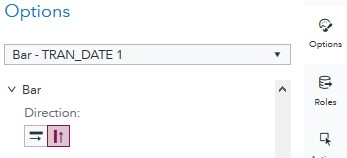 Options
Bar - TRAN_DATE 1
Bar
Direction:
Options
Roles